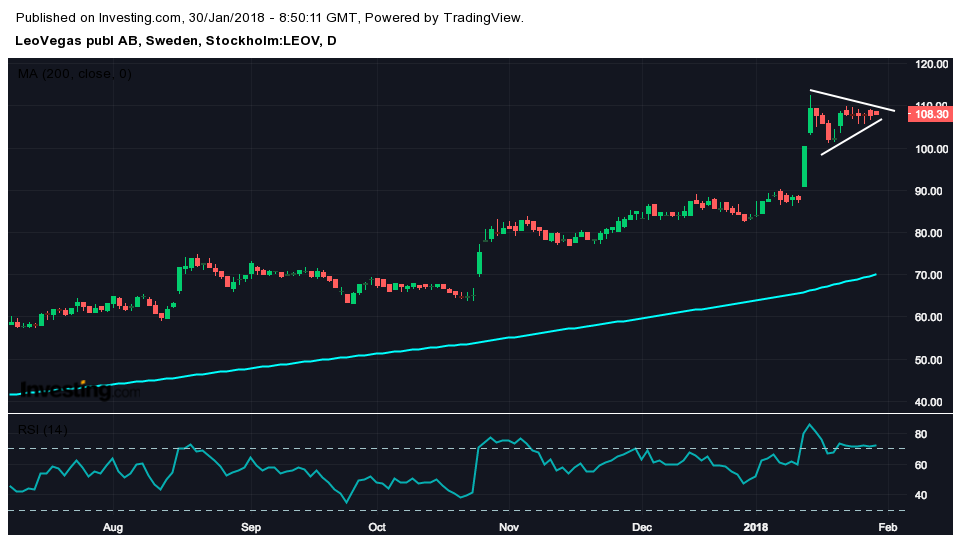 Published on Investing.com, 30/Jan/2018 - 8:50:11 GMT, Powered by TradingView.
LeoVegas publ AB, Sweden, Stockholm:LEOV, D
MA (200, close, 0)
120.00
110.00
108.30
100.00
90.00
80.00
70.00
60.00
50.00
40.00
Investing.com
RSI (14)
80
60
40
Aug Sep Oct Nov Dec 2018 Feb